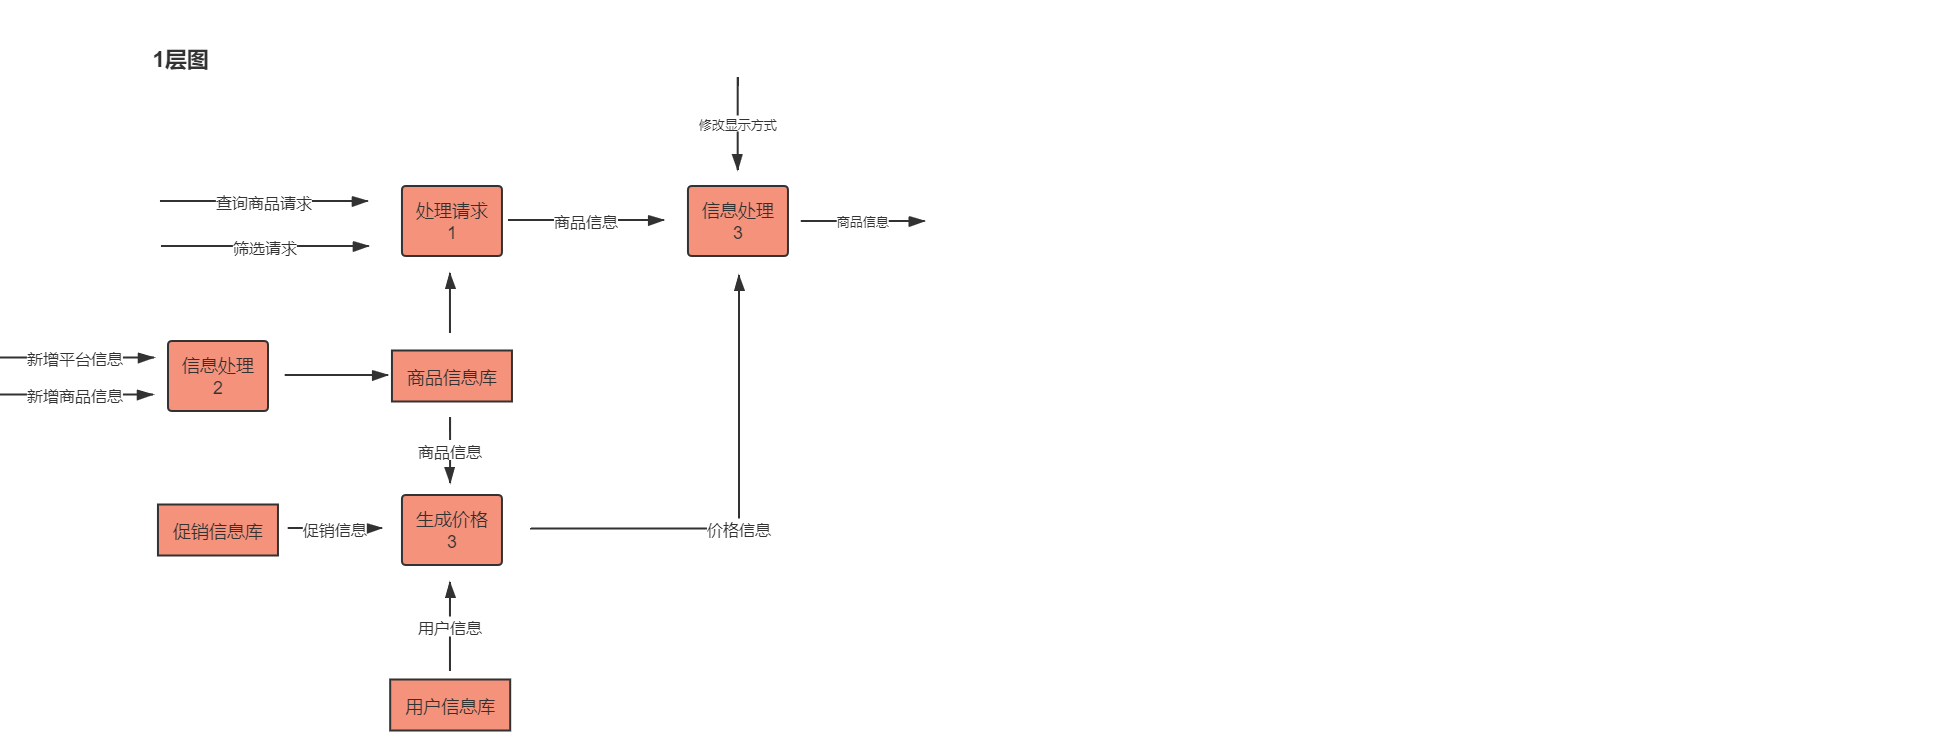 1层图
修改显示方式
查询商品请求
处理请求
1
商品信息
信息处理
3
商品信息
筛选请求
新增平台信息
信息处理
2
商品信息库
新增商品信息
商品信息
促销信息库
促销信息
生成价格
3
价格信息
用户信息
用户信息库